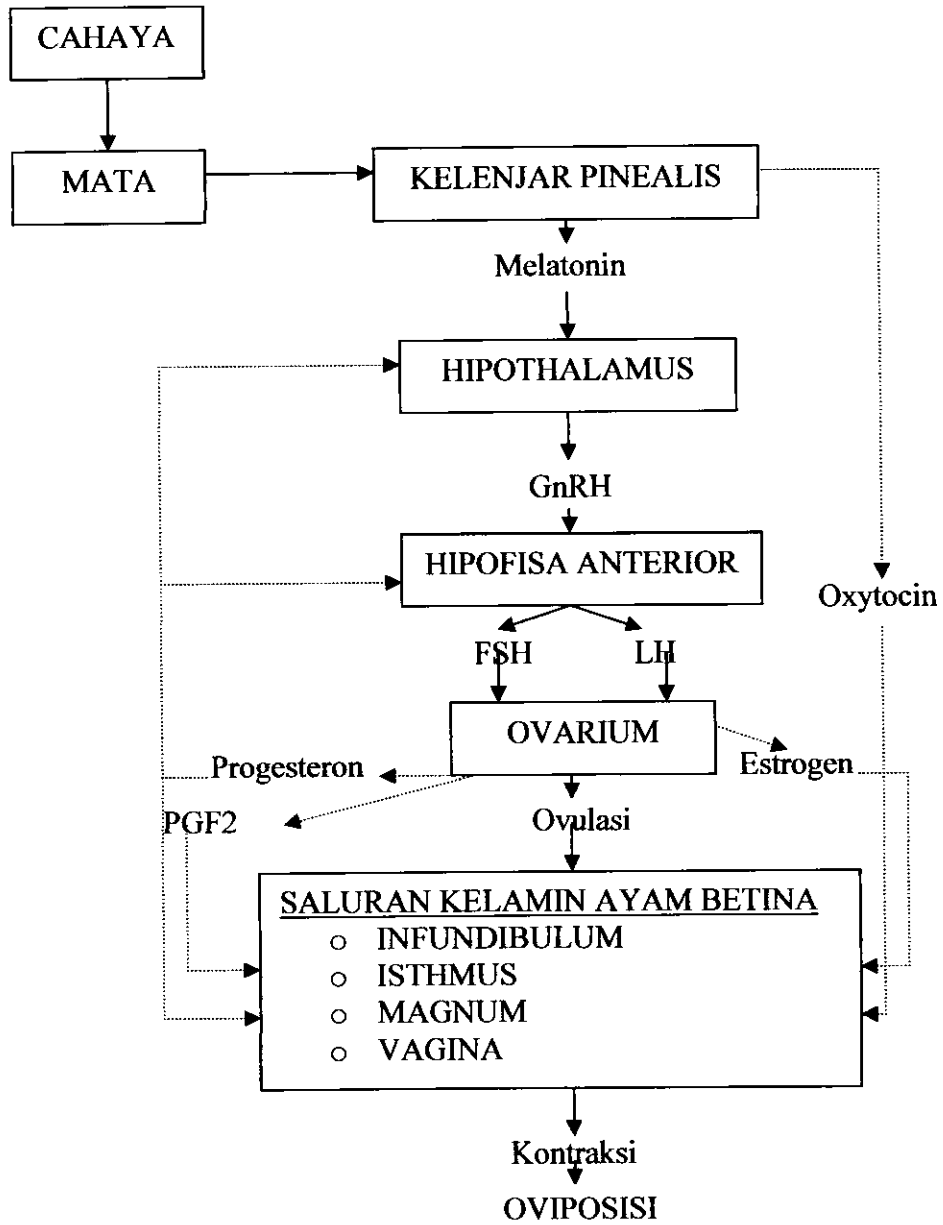 CAHAYA
MATA
KELENJAR PINEALIS
Melatonin
HIPOTHALAMUS
GnRH
HIPOFISA ANTERIOR
Oxytocin
FSH
LH
OVARIUM
Progesteron
Estrogen
PGF2
Ovulasi
SALURAN KELAMIN AYAM BETINA
o INFUNDIBULUM
o ISTHMUS
o MAGNUM
o VAGINA
Kontraksi
OVIPOSISI